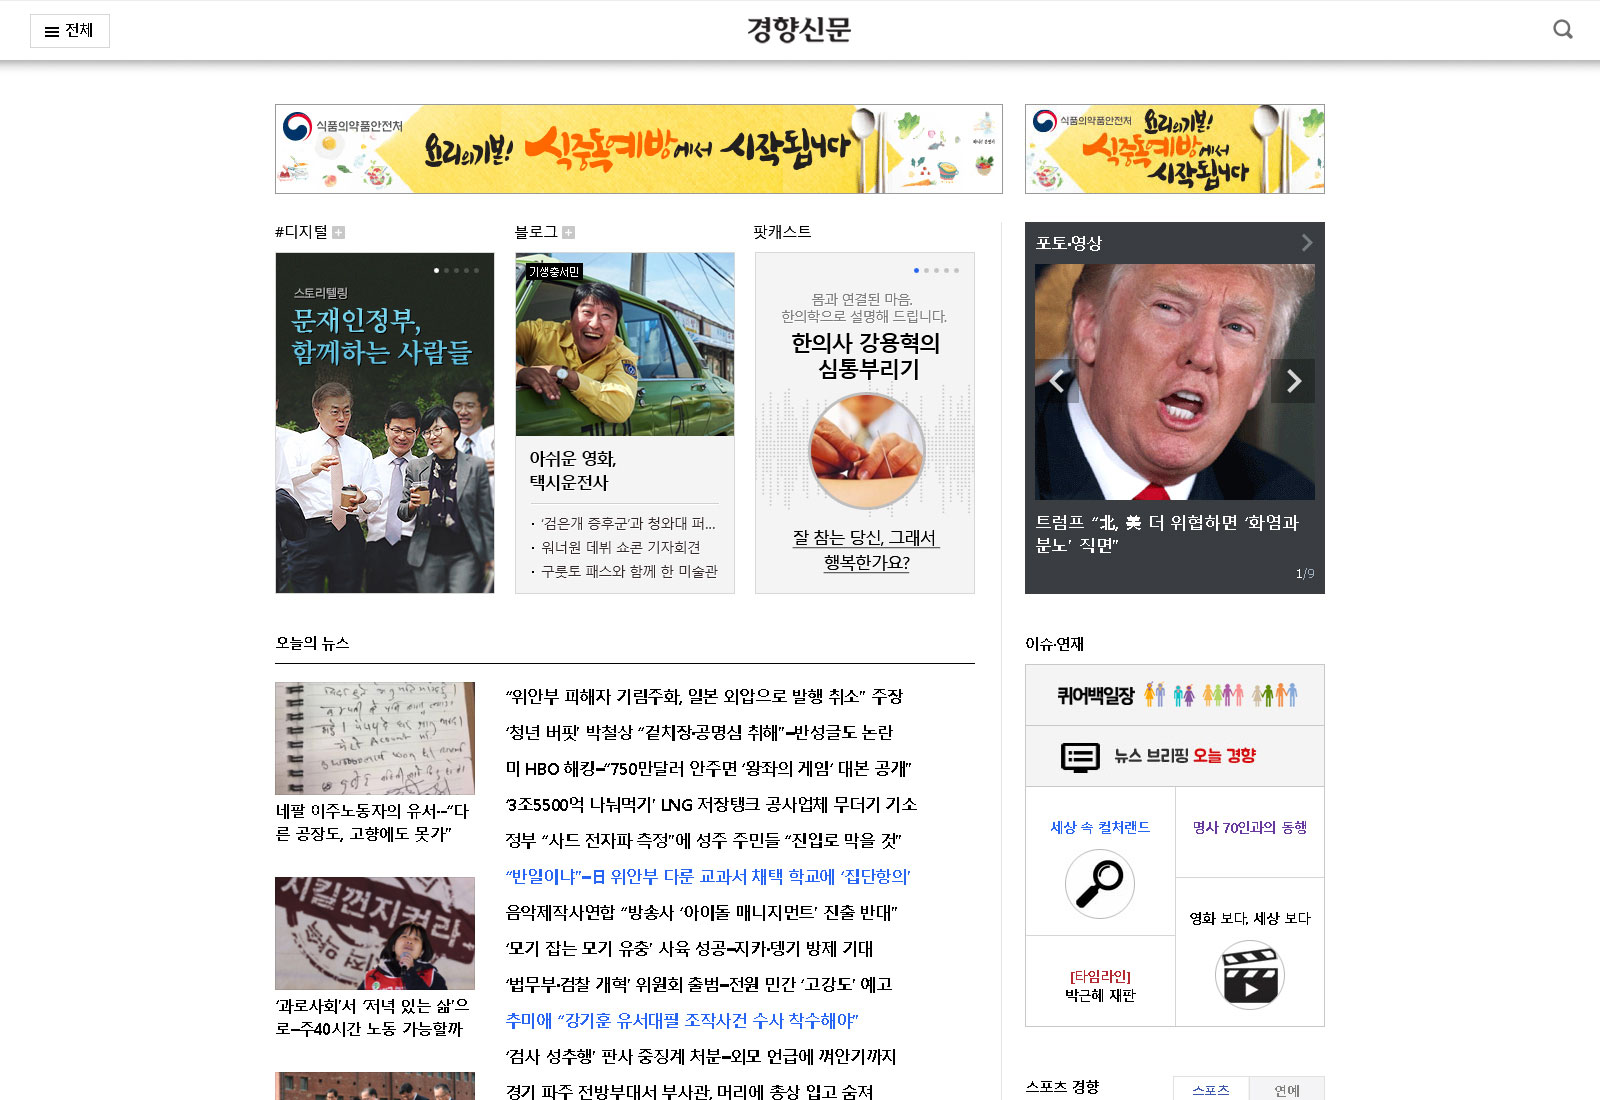 전체
경향신문
식품의약품안전처
요리의 기본! 식중독예방에서 시작됩니다
식품의약품안전처
요리의 기본!
식중독예방에서
시작됩니다
#디지털
블로그
팟캐스트
스토리텔링
문재인정부,
함께하는 사람들
기생충서민
아쉬운 영화,
택시운전사
· ‘검은개 증후군’과 청와대 퍼...
· 워너원 데뷔 쇼콘 기자회견
· 구룻토 패스와 함께 한 미술관
몸과 연결된 마음.
한의학으로 설명해 드립니다.
한의사 강용혁의
심통부리기
잘 참는 당신, 그래서
행복한가요?
포토·영상
트럼프 “北, 美 더 위협하면 ‘화염과
분노’ 직면”
1/9
오늘의 뉴스
네팔 이주노동자의 유서…“다
른 공장도, 고향에도 못가”
시킬껀지켜라
‘과로사회’서 ‘저녁 있는 삶’으
로…주40시간 노동 가능할까
“위안부 피해자 기림주화, 일본 외압으로 발행 취소” 주장
‘청년 버핏’ 박철상 “겉치장·공명심 취해”…반성글도 논란
미 HBO 해킹…“750만달러 안주면 ‘왕좌의 게임’ 대본 공개”
‘3조5500억 나눠먹기’ LNG 저장탱크 공사업체 무더기 기소
정부 “사드 전자파 측정”에 성주 주민들 “진입로 막을 것”
“반일이냐”…日 위안부 다룬 교과서 채택 학교에 ‘집단항의’
음악제작사연합 “방송사 ‘아이돌 매니지먼트’ 진출 반대”
‘모기 잡는 모기 유충’ 사육 성공…지카·뎅기 방제 기대
‘법무부·검찰 개혁’ 위원회 출범…전원 민간 ‘고강도’ 예고
추미애 “강기훈 유서대필 조작사건 수사 착수해야”
‘검사 성추행’ 판사 중징계 처분…외모 언급에 껴안기까지
경기 파주 전방부대서 부사관, 머리에 총상 입고 숨져
이슈·연재
퀴어백일장
뉴스 브리핑 오늘 경향
세상 속 컬처랜드
명사 70인과의 동행
영화 보다, 세상 보다
[타임라인]
박근혜 재판
스포츠 경향
스포츠
연예